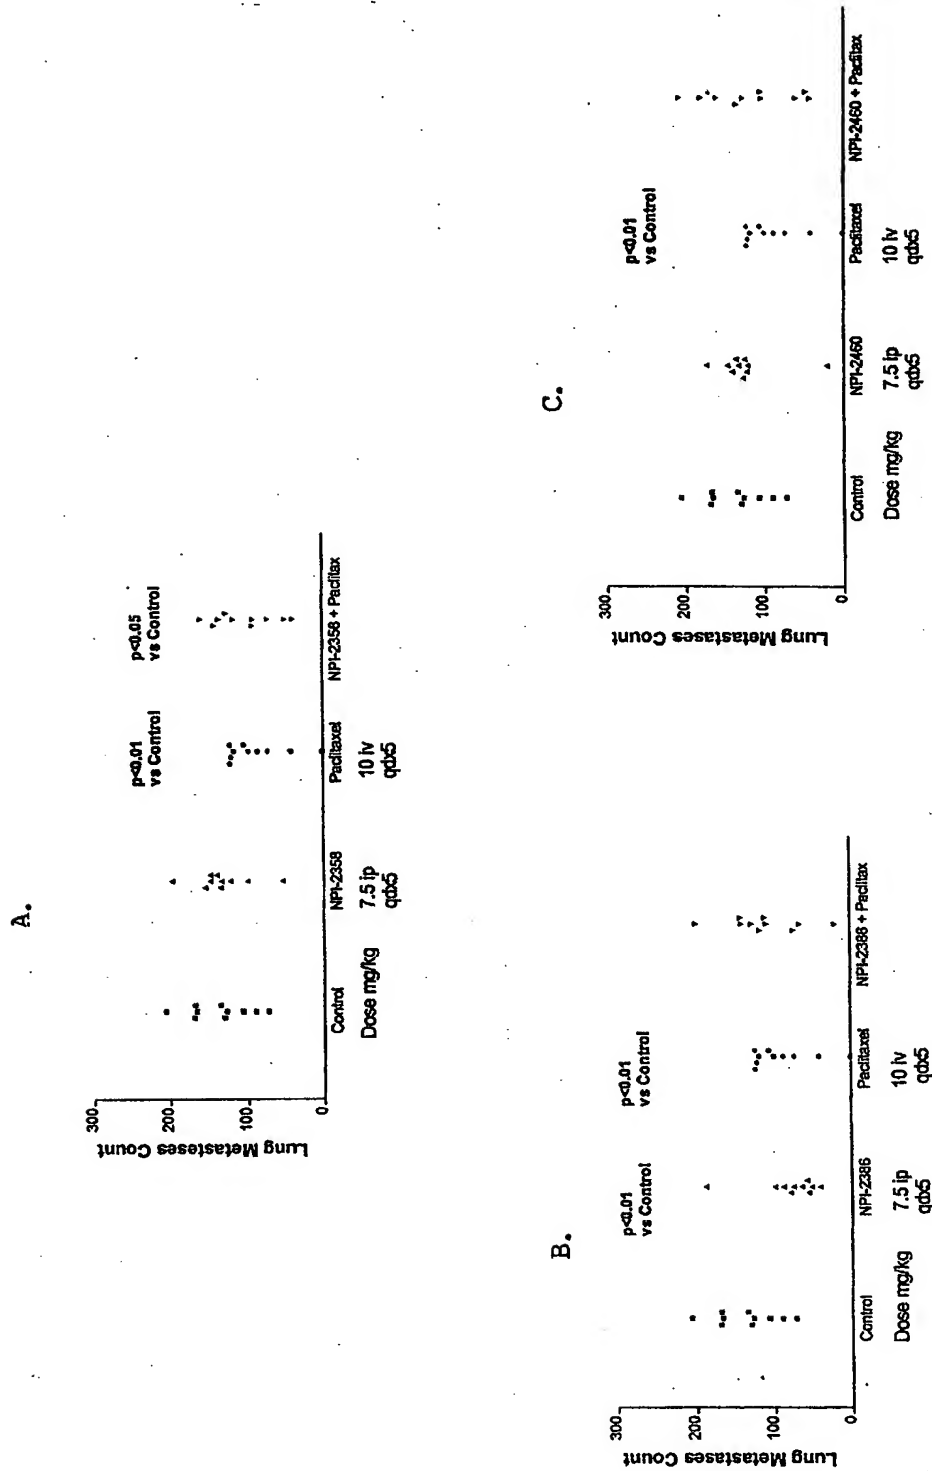 A.
Lung Metastases Count
300
200
100
0
p<0.01
vs Control
p<0.05
vs Control
Control
NPI-2358
Paclitaxel
NPI-2358 + Paclitax
Dose mg/kg
7.5 ip
qdx5
10 iv
qdx5
B.
Lung Metastases Count
300
200
100
0
p<0.01
vs Control
p<0.01
vs Control
Control
NPI-2386
Paclitaxel
NPI-2386 + Paclitax
Dose mg/kg
7.5 ip
qdx5
10 iv
qdx5
C.
Lung Metastases Count
300
200
100
0
p<0.01
vs Control
Control
NPI-2460
Paclitaxel
NPI-2460 + Paclitax
Dose mg/kg
7.5 ip
qdx5
10 iv
qdx5